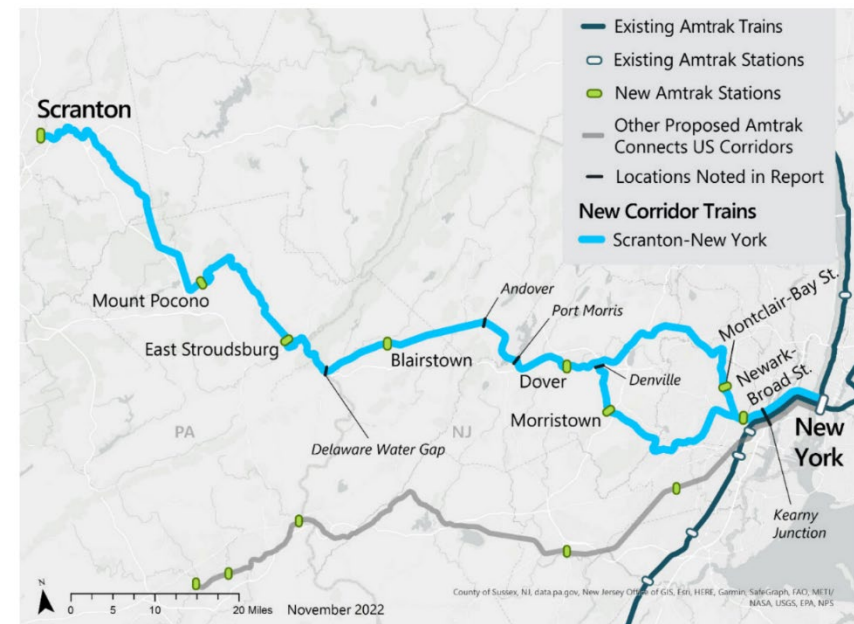 Existing Amtrak Trains
Existing Amtrak Stations
New Amtrak Stations
Other Proposed Amtrak
Connects US Corridors
Locations Noted in Report
New Corridor Trains
Scranton-New York
Scranton
Mount Pocono
East Stroudsburg
Delaware Water Gap
Blairstown
Andover
Port Morris
Dover
Denville
Morristown
Montclair-Bay St.
Newark-
Broad St.
New
York
Kearny
Junction
PA
NJ
N
0 5 10 20 Miles
November 2022
County of Sussex, NJ, data.pa.gov, New Jersey Office of GIS, Esri, HERE, Garmin, SafeGraph, FAO, METI/
NASA, USGS, EPA, NPS